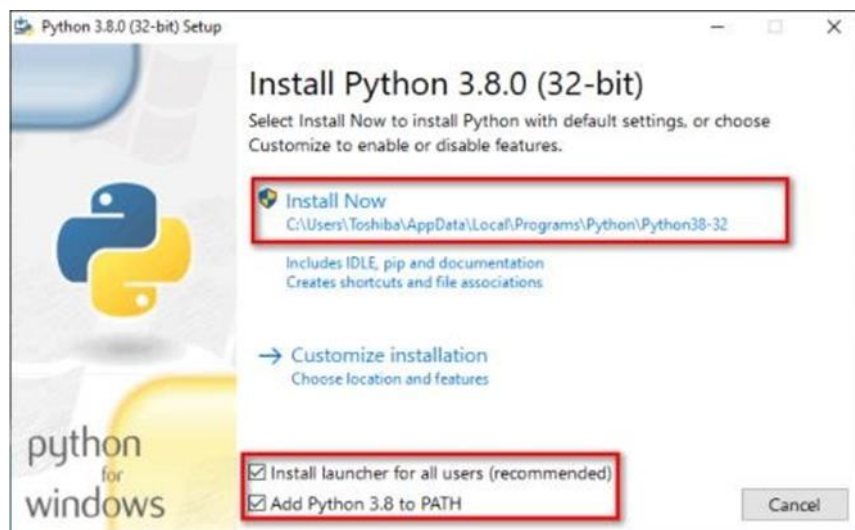 Python 3.8.0 (32-bit) Setup
Install Python 3.8.0 (32-bit)
Select Install Now to install Python with default settings, or choose
Customize to enable or disable features.
Install Now
C:\Users\Toshiba\AppData\Local\Programs\Python\Python38-32
Includes IDLE, pip and documentation
Creates shortcuts and file associations
Customize installation
Choose location and features
python
for
windows
Install launcher for all users (recommended)
Add Python 3.8 to PATH
Cancel